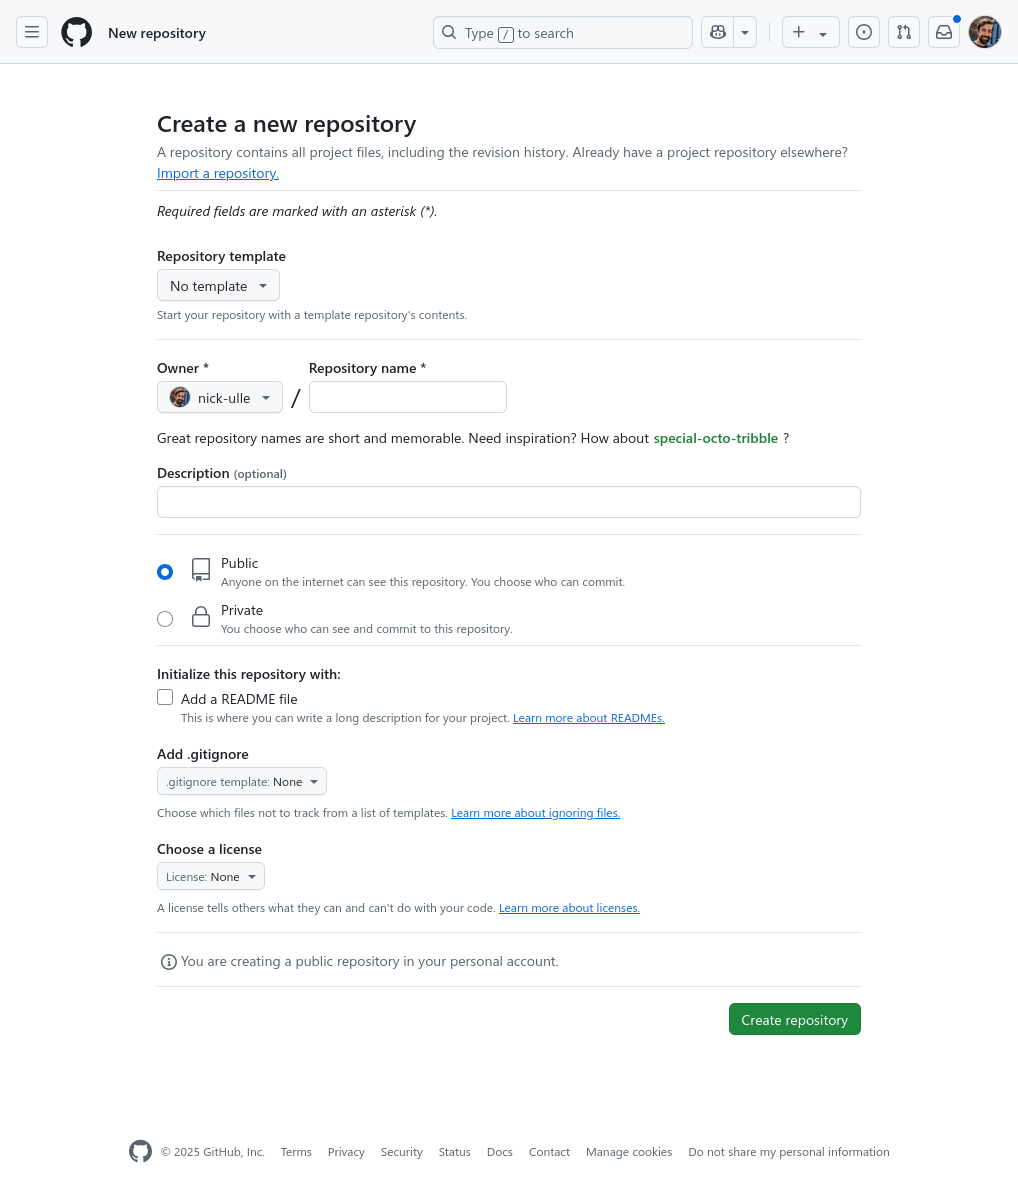 New repository
Type / to search
Create a new repository
A repository contains all project files, including the revision history. Already have a project repository elsewhere?
Import a repository.
Required fields are marked with an asterisk (*).
Repository template
No template
Start your repository with a template repository's contents.
Owner * Repository name *
nick-ulle /
Great repository names are short and memorable. Need inspiration? How about special-octo-tribble ?
Description (optional)
Public
Anyone on the internet can see this repository. You choose who can commit.
Private
You choose who can see and commit to this repository.
Initialize this repository with:
Add a README file
This is where you can write a long description for your project. Learn more about READMEs.
Add .gitignore
.gitignore template: None
Choose which files not to track from a list of templates. Learn more about ignoring files.
Choose a license
License: None
A license tells others what they can and can't do with your code. Learn more about licenses.
You are creating a public repository in your personal account.
Create repository
© 2025 GitHub, Inc. Terms Privacy Security Status Docs Contact Manage cookies Do not share my personal information